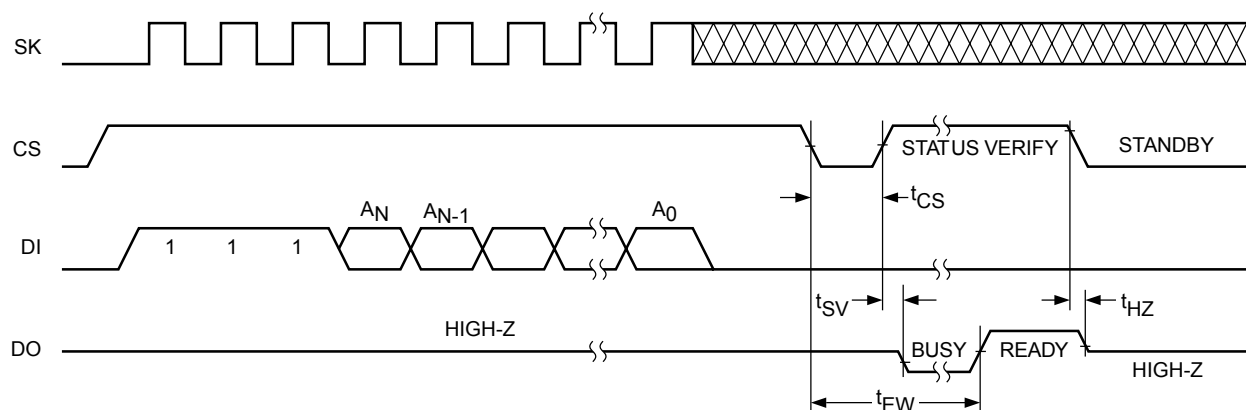 SK
CS
STATUS VERIFY
STANDBY
tCS
AN
AN-1
A0
DI
1 1 1
tSV
tHZ
HIGH-Z
DO
BUSY
READY
HIGH-Z
tEW